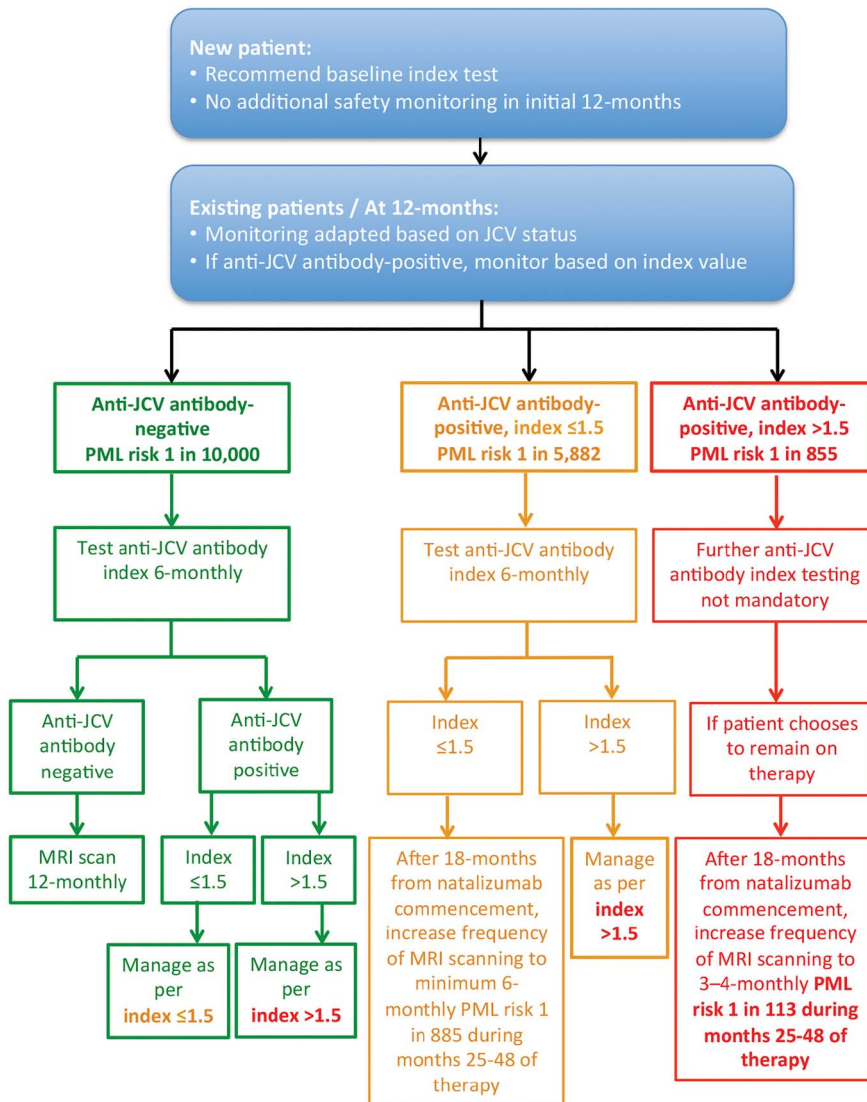 New patient:
• Recommend baseline index test
• No additional safety monitoring in initial 12-months
Existing patients / At 12-months:
• Monitoring adapted based on JCV status
• If anti-JCV antibody-positive, monitor based on index value
Anti-JCV antibody-
negative
PML risk 1 in 10,000
Anti-JCV antibody-
positive, index ≤1.5
PML risk 1 in 5,882
Anti-JCV antibody-
positive, index >1.5
PML risk 1 in 855
Test anti-JCV antibody
index 6-monthly
Test anti-JCV antibody
index 6-monthly
Further anti-JCV
antibody index testing
not mandatory
Anti-JCV
antibody
negative
Anti-JCV
antibody
positive
Index
≤1.5
Index
>1.5
If patient chooses
to remain on
therapy
MRI scan
12-monthly
Index
≤1.5
Index
>1.5
Manage as
per
index ≤1.5
Manage as
per
index >1.5
After 18-months
from natalizumab
commencement,
increase frequency
of MRI scanning to
minimum 6-
monthly PML risk 1
in 885 during
months 25-48 of
therapy
Manage
as per
index
>1.5
After 18-months
from natalizumab
commencement,
increase frequency
of MRI scanning to
3–4-monthly PML
risk 1 in 113 during
months 25-48 of
therapy